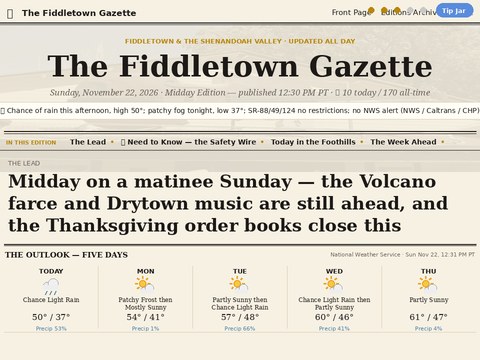 The Fiddletown Gazette
Front Page
Editions Archiv
Tip Jar
FIDDLETOWN & THE SHENANDOAH VALLEY · UPDATED ALL DAY
The Fiddletown Gazette
Sunday, November 22, 2026 · Midday Edition — published 12:30 PM PT · 10 today / 170 all-time
Chance of rain this afternoon, high 50°; patchy fog tonight, low 37°; SR-88/49/124 no restrictions; no NWS alert (NWS / Caltrans / CHP)
IN THIS EDITION The Lead • Need to Know — the Safety Wire • Today in the Foothills • The Week Ahead •
THE LEAD
Midday on a matinee Sunday — the Volcano
farce and Drytown music are still ahead, and
the Thanksgiving order books close this
THE OUTLOOK — FIVE DAYS
National Weather Service · Sun Nov 22, 12:31 PM PT
TODAY
Chance Light Rain
50° / 37°
Precip 53%
MON
Patchy Frost then
Mostly Sunny
54° / 41°
Precip 1%
TUE
Partly Sunny then
Chance Light Rain
57° / 48°
Precip 66%
WED
Chance Light Rain then
Partly Sunny
60° / 46°
Precip 41%
THU
Partly Sunny
61° / 47°
Precip 4%